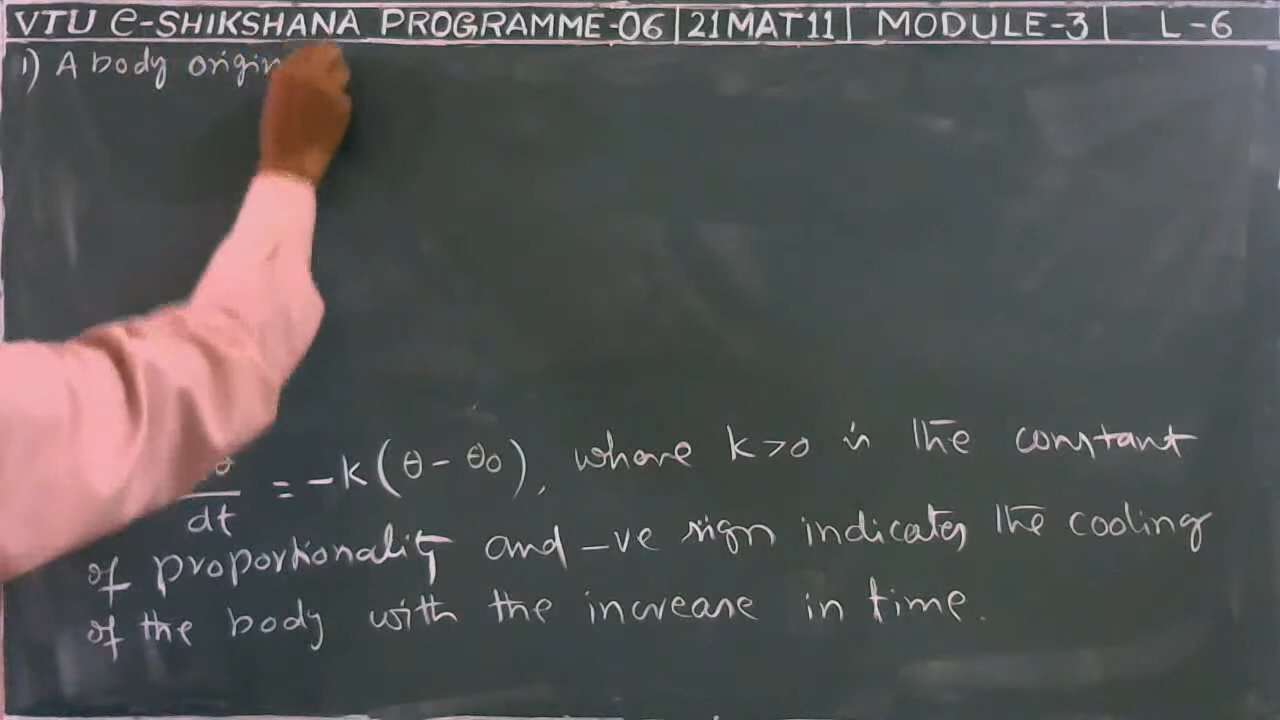 VTU e-SHIKSHANA PROGRAMME-06 | 21MAT11 | MODULE-3 | L-6
1) A body origin
= -k(θ - θ₀), where k>0 is the constant
dt
of proportionality and -ve sign indicates the cooling
of the body with the increase in time.